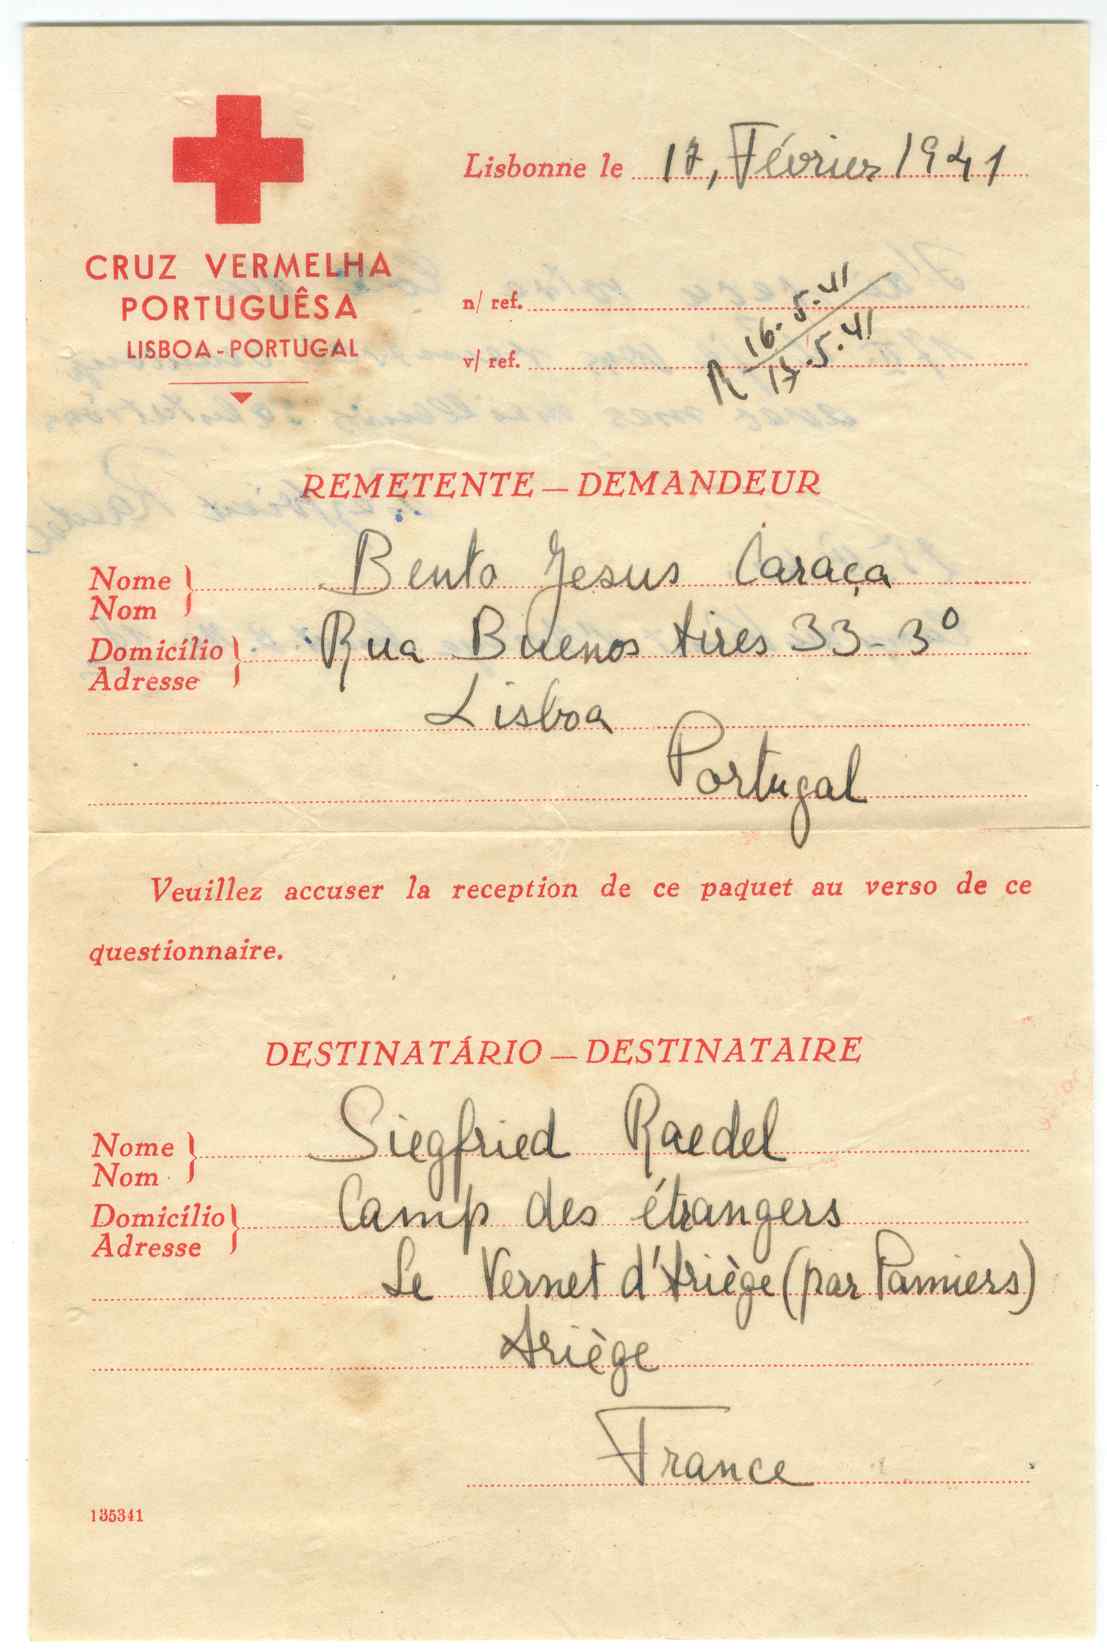 CRUZ VERMELHA
PORTUGUÊSA
LISBOA-PORTUGAL
Lisbonne le 17, Février 1941
n/ ref.
v/ ref.
R 16.5.41
17.5.41
REMETENTE — DEMANDEUR
Nome
Nom
Bento Jesus Caraça
Domicílio
Adresse
Rua Buenos Aires 33-3º
Lisboa
Portugal
Veuillez accuser la reception de ce paquet au verso de ce
questionnaire.
DESTINATÁRIO — DESTINATAIRE
Nome
Nom
Siegfried Raedel
Domicílio
Adresse
Camp des étrangers
Le Vernet d'Ariège (par Pamiers)
Ariège
France
135341